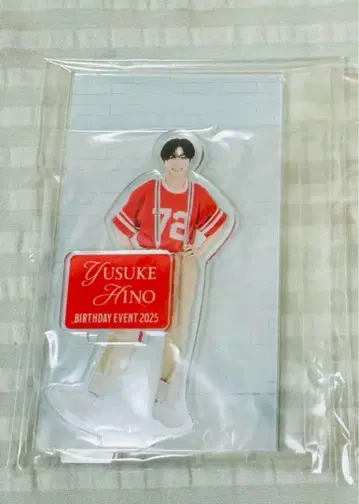 72
YUSUKE
HINO
BIRTHDAY EVENT 2025